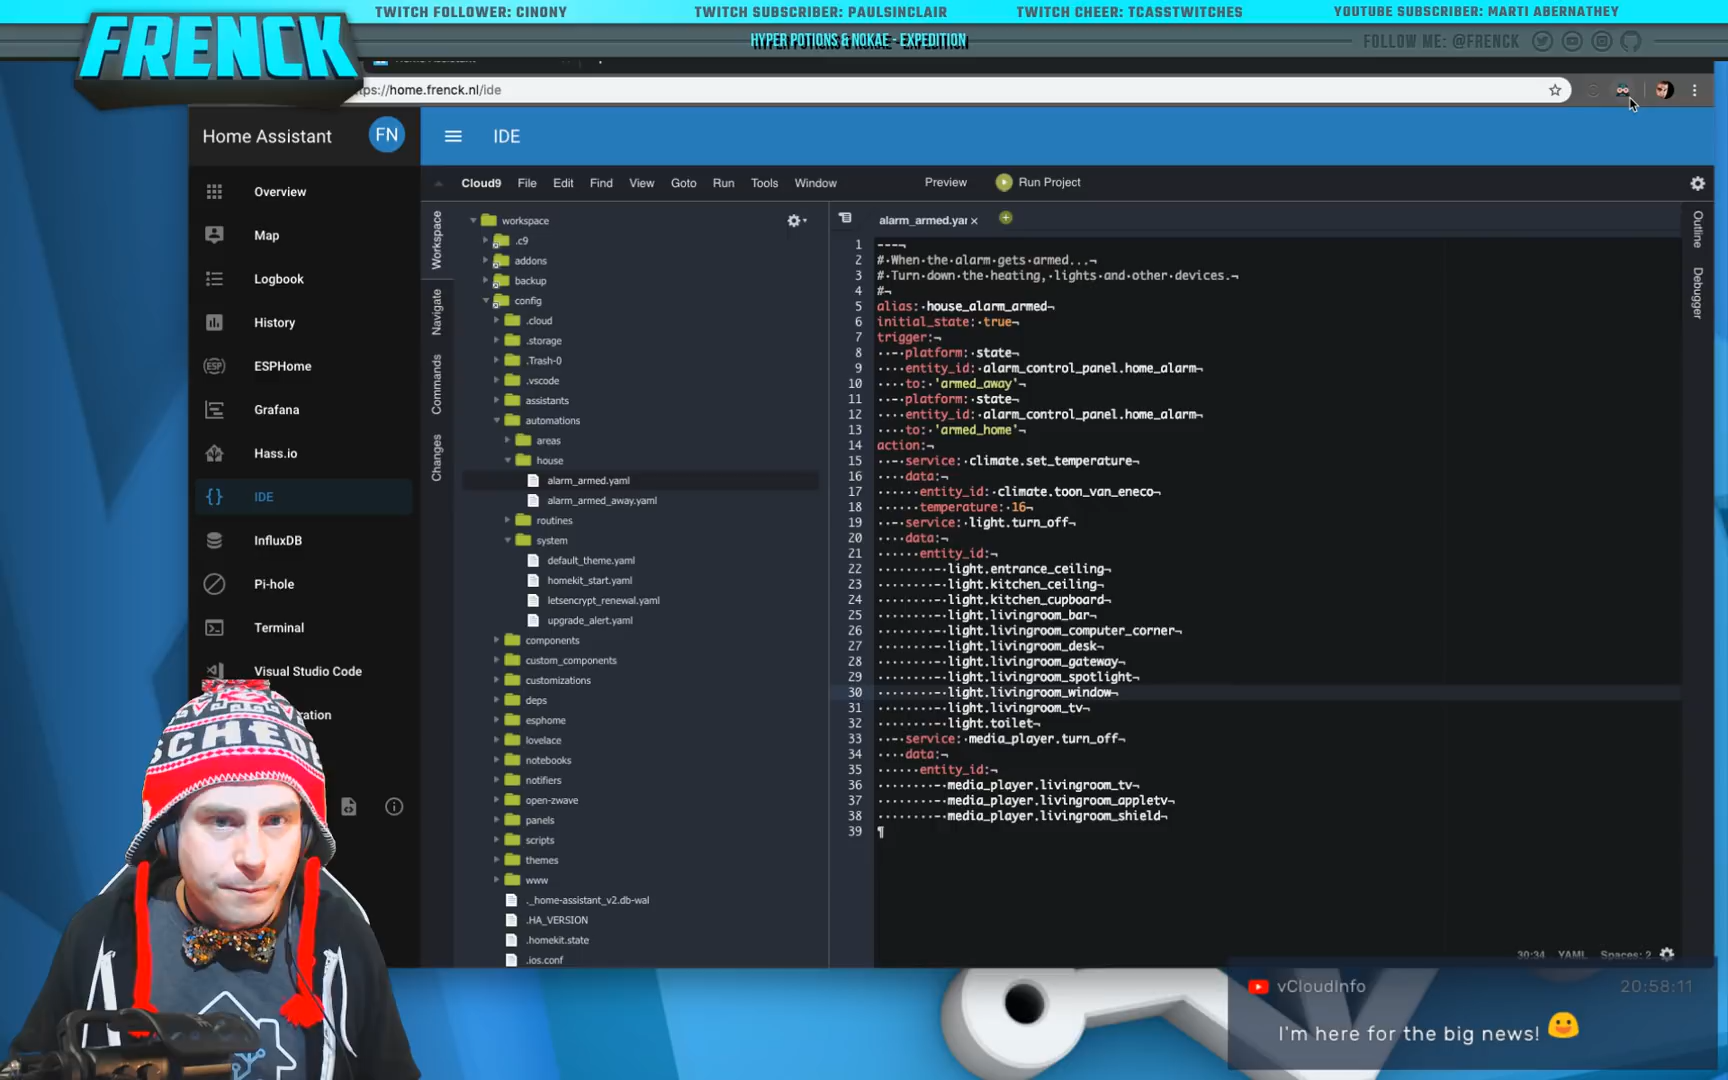 TWITCH FOLLOWER: CINONY
TWITCH SUBSCRIBER: PAULSINCLAIR
TWITCH CHEER: TCASSTWITCHES
YOUTUBE SUBSCRIBER: MARTI ABERNATHEY
FRENCK
HYPER POTIONS & NOKAE - EXPEDITION
FOLLOW ME: @FRENCK
ps://home.frenck.nl/ide
Home Assistant
FN
IDE
Overview
Map
Logbook
History
ESPHome
Grafana
Hass.io
IDE
InfluxDB
Pi-hole
Terminal
Visual Studio Code
ration
Cloud9 File Edit Find View Goto Run Tools Window
Preview
Run Project
Workspace
Navigate
Commands
Changes
workspace
.c9
addons
backup
config
.cloud
.storage
.Trash-0
.vscode
assistants
automations
areas
house
alarm_armed.yaml
alarm_armed_away.yaml
routines
system
default_theme.yaml
homekit_start.yaml
letsencrypt_renewal.yaml
upgrade_alert.yaml
components
custom_components
customizations
deps
esphome
lovelace
notebooks
notifiers
open-zwave
panels
scripts
themes
www
._home-assistant_v2.db-wal
.HA_VERSION
.homekit.state
.ios.conf
alarm_armed.yar ×
1 ---¬
2 #·When the alarm gets armed...¬
3 #·Turn down the heating, lights and other devices.¬
4 #¬
5 alias:·house_alarm_armed¬
6 initial_state:·true¬
7 trigger:¬
8 ··-·platform:·state¬
9 ····entity_id:·alarm_control_panel.home_alarm¬
10 ····to:·'armed_away'¬
11 ··-·platform:·state¬
12 ····entity_id:·alarm_control_panel.home_alarm¬
13 ····to:·'armed_home'¬
14 action:¬
15 ··-·service:·climate.set_temperature¬
16 ····data:¬
17 ······entity_id:·climate.toon_van_eneco¬
18 ······temperature:·16¬
19 ··-·service:·light.turn_off¬
20 ····data:¬
21 ······entity_id:¬
22 ········-·light.entrance_ceiling¬
23 ········-·light.kitchen_ceiling¬
24 ········-·light.kitchen_cupboard¬
25 ········-·light.livingroom_bar¬
26 ········-·light.livingroom_computer_corner¬
27 ········-·light.livingroom_desk¬
28 ········-·light.livingroom_gateway¬
29 ········-·light.livingroom_spotlight¬
30 ········-·light.livingroom_window¬
31 ········-·light.livingroom_tv¬
32 ········-·light.toilet¬
33 ··-·service:·media_player.turn_off¬
34 ····data:¬
35 ······entity_id:¬
36 ········-·media_player.livingroom_tv¬
37 ········-·media_player.livingroom_appletv¬
38 ········-·media_player.livingroom_shield¬
39 ¶
Outline
Debugger
30:34 YAML Spaces: 2
SCHEDE
vCloudInfo 20:58:11
I'm here for the big news!